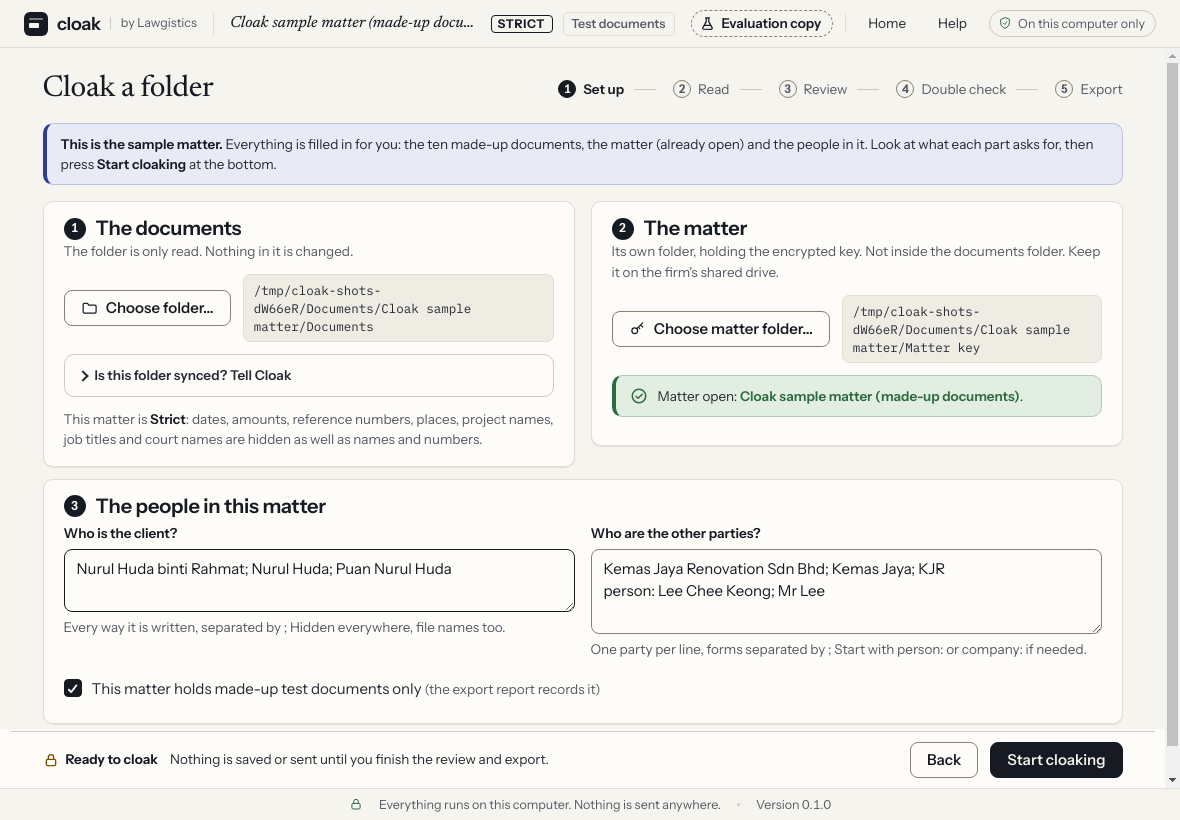 cloak
by Lawgistics
Cloak sample matter (made-up docu...
STRICT
Test documents
Evaluation copy
Home
Help
On this computer only
Cloak a folder
1 Set up
2 Read
3 Review
4 Double check
5 Export
This is the sample matter. Everything is filled in for you: the ten made-up documents, the matter (already open) and the people in it. Look at what each part asks for, then
press Start cloaking at the bottom.
1 The documents
The folder is only read. Nothing in it is changed.
Choose folder...
/tmp/cloak-shots-
dW66eR/Documents/Cloak sample
matter/Documents
Is this folder synced? Tell Cloak
This matter is Strict: dates, amounts, reference numbers, places, project names,
job titles and court names are hidden as well as names and numbers.
2 The matter
Its own folder, holding the encrypted key. Not inside the documents folder. Keep
it on the firm's shared drive.
Choose matter folder...
/tmp/cloak-shots-
dW66eR/Documents/Cloak sample
matter/Matter key
Matter open: Cloak sample matter (made-up documents).
3 The people in this matter
Who is the client?
Nurul Huda binti Rahmat; Nurul Huda; Puan Nurul Huda
Every way it is written, separated by ; Hidden everywhere, file names too.
Who are the other parties?
Kemas Jaya Renovation Sdn Bhd; Kemas Jaya; KJR
person: Lee Chee Keong; Mr Lee
One party per line, forms separated by ; Start with person: or company: if needed.
This matter holds made-up test documents only (the export report records it)
Ready to cloak
Nothing is saved or sent until you finish the review and export.
Back
Start cloaking
Everything runs on this computer. Nothing is sent anywhere.
•
Version 0.1.0